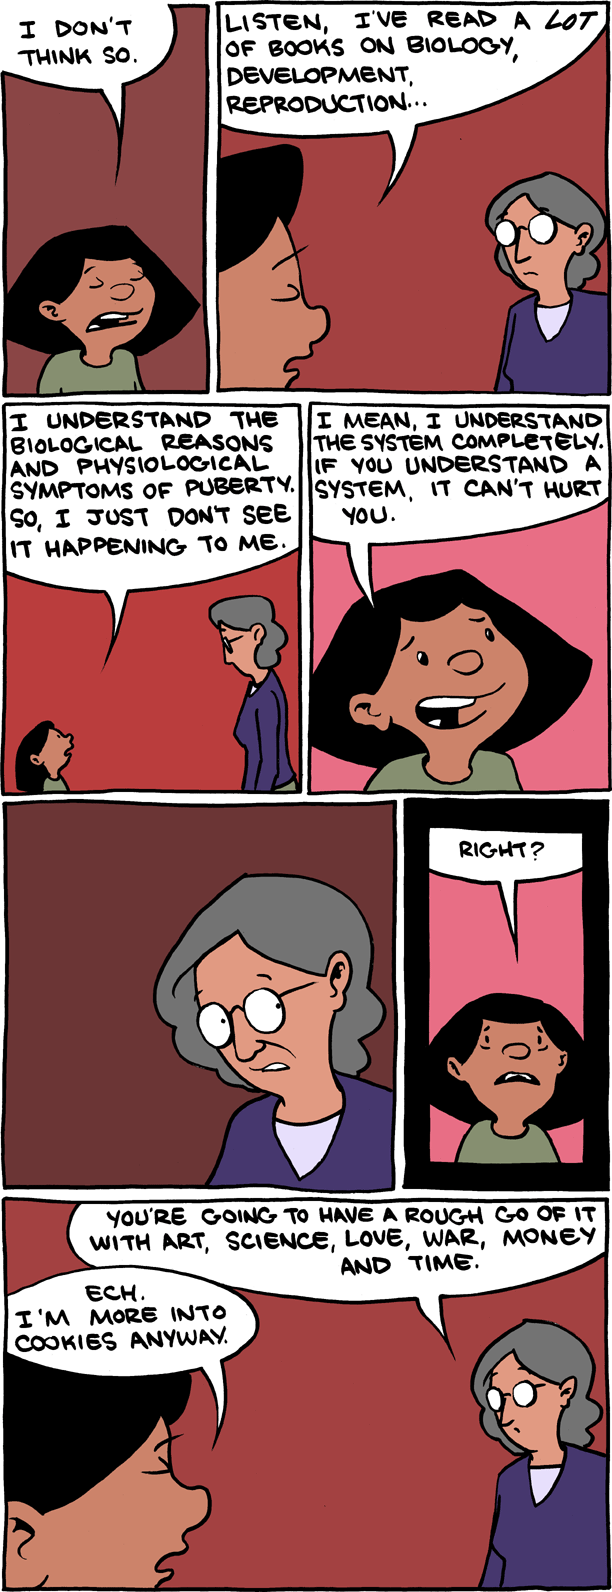 I DON'T
THINK SO.
LISTEN, I'VE READ A LOT
OF BOOKS ON BIOLOGY,
DEVELOPMENT,
REPRODUCTION...
I UNDERSTAND THE
BIOLOGICAL REASONS
AND PHYSIOLOGICAL
SYMPTOMS OF PUBERTY.
SO, I JUST DON'T SEE
IT HAPPENING TO ME.
I MEAN, I UNDERSTAND
THE SYSTEM COMPLETELY.
IF YOU UNDERSTAND A
SYSTEM, IT CAN'T HURT
YOU.
RIGHT?
YOU'RE GOING TO HAVE A ROUGH GO OF IT
WITH ART, SCIENCE, LOVE, WAR, MONEY
AND TIME.
ECH.
I'M MORE INTO
COOKIES ANYWAY.